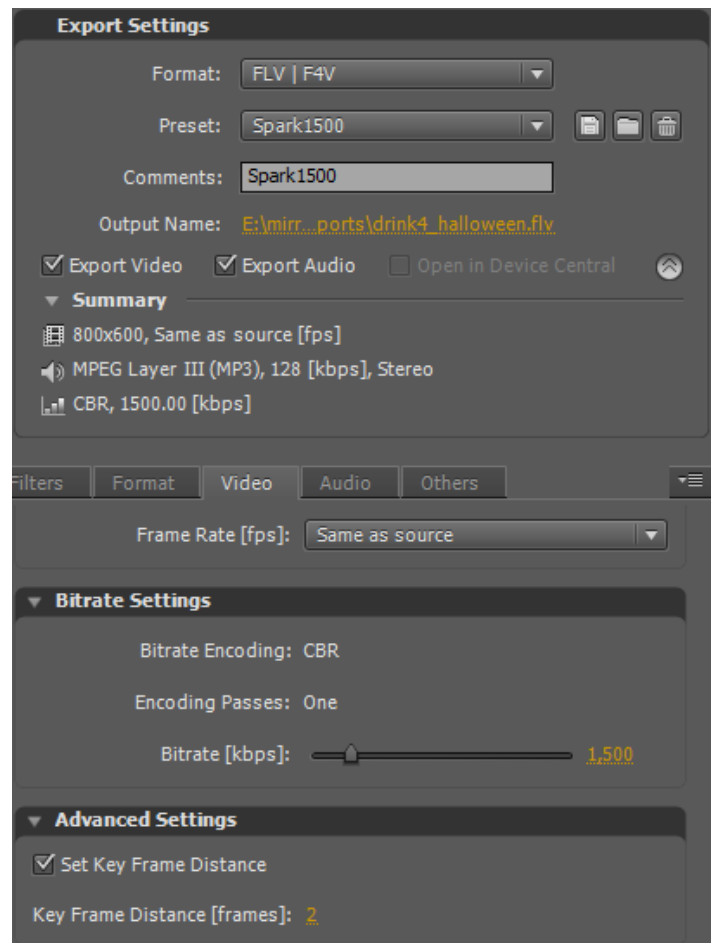 Export Settings
Format: FLV | F4V
Preset: Spark1500
Comments: Spark1500
Output Name: E:\mirr...ports\drink4_halloween.flv
Export Video Export Audio Open in Device Central
Summary
800x600, Same as source [fps]
MPEG Layer III (MP3), 128 [kbps], Stereo
CBR, 1500.00 [kbps]
Filters Format Video Audio Others
Frame Rate [fps]: Same as source
Bitrate Settings
Bitrate Encoding: CBR
Encoding Passes: One
Bitrate [kbps]: 1,500
Advanced Settings
Set Key Frame Distance
Key Frame Distance [frames]: 2